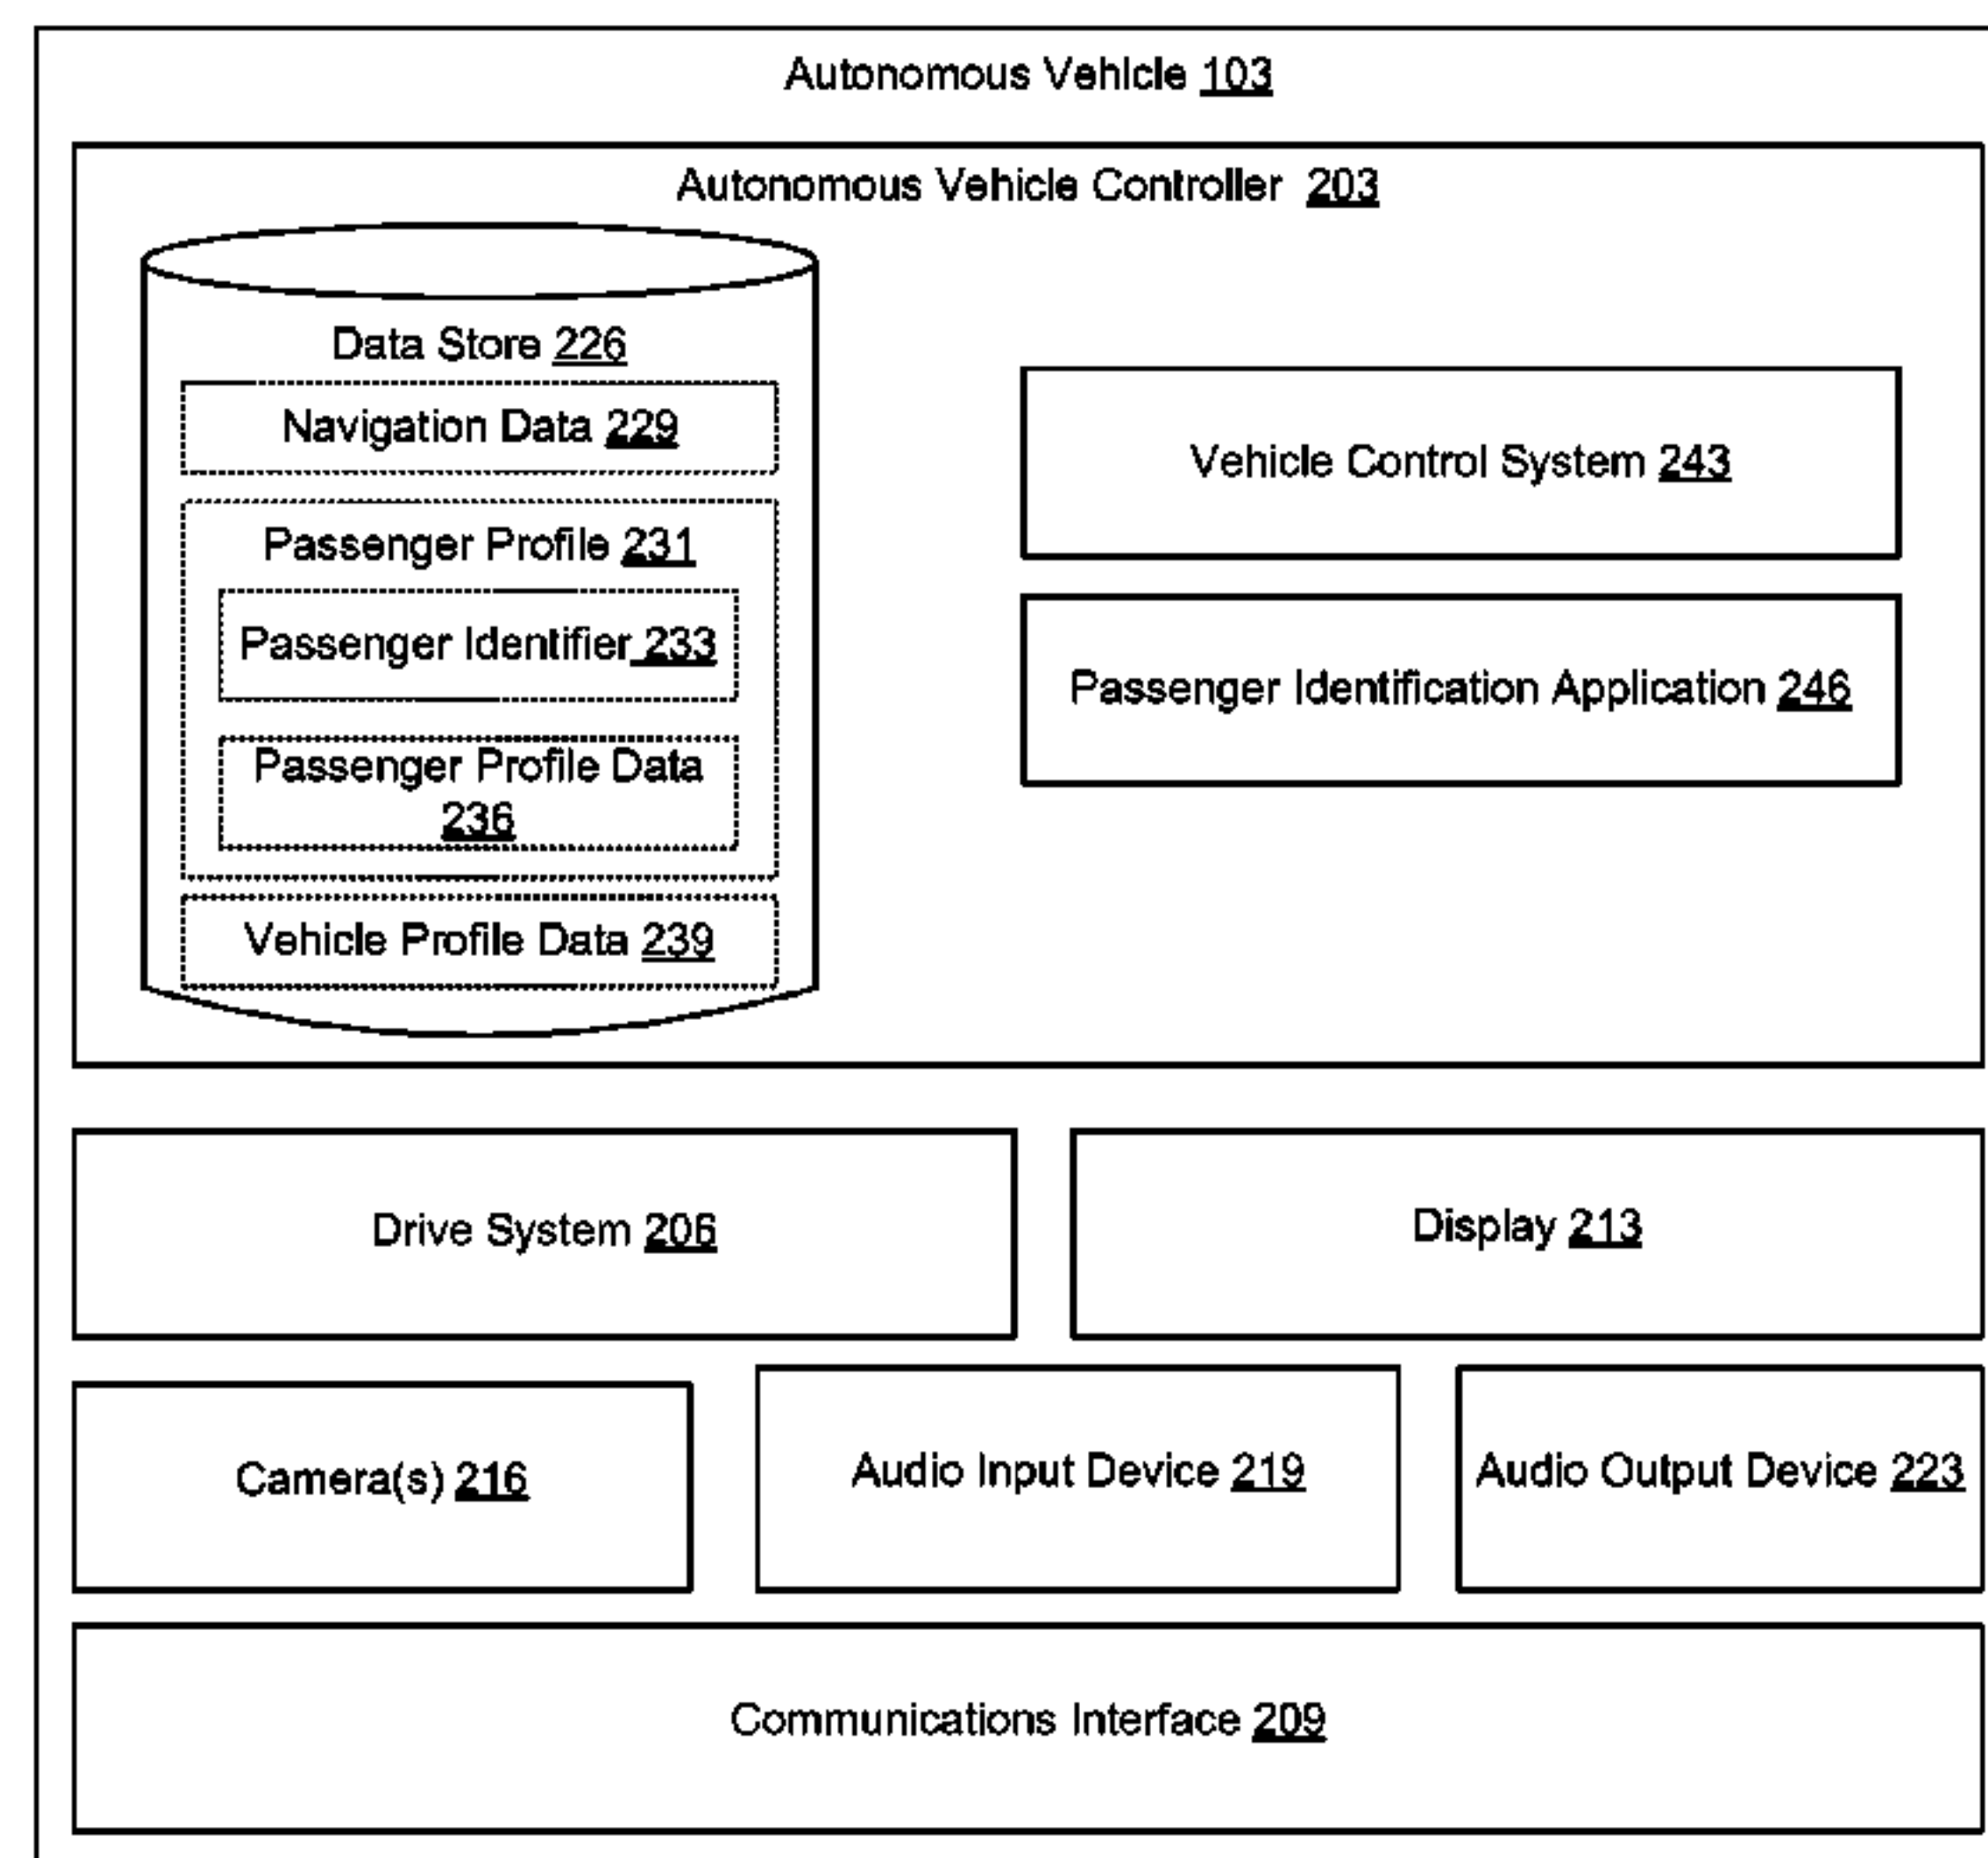 Autonomous Vehicle 103
Autonomous Vehicle Controller 203
Data Store 226
Navigation Data 229
Passenger Profile 231
Passenger Identifier 233
Passenger Profile Data
236
Vehicle Profile Data 239
Vehicle Control System 243
Passenger Identification Application 246
Drive System 206
Display 213
Camera(s) 216
Audio Input Device 219
Audio Output Device 223
Communications Interface 209